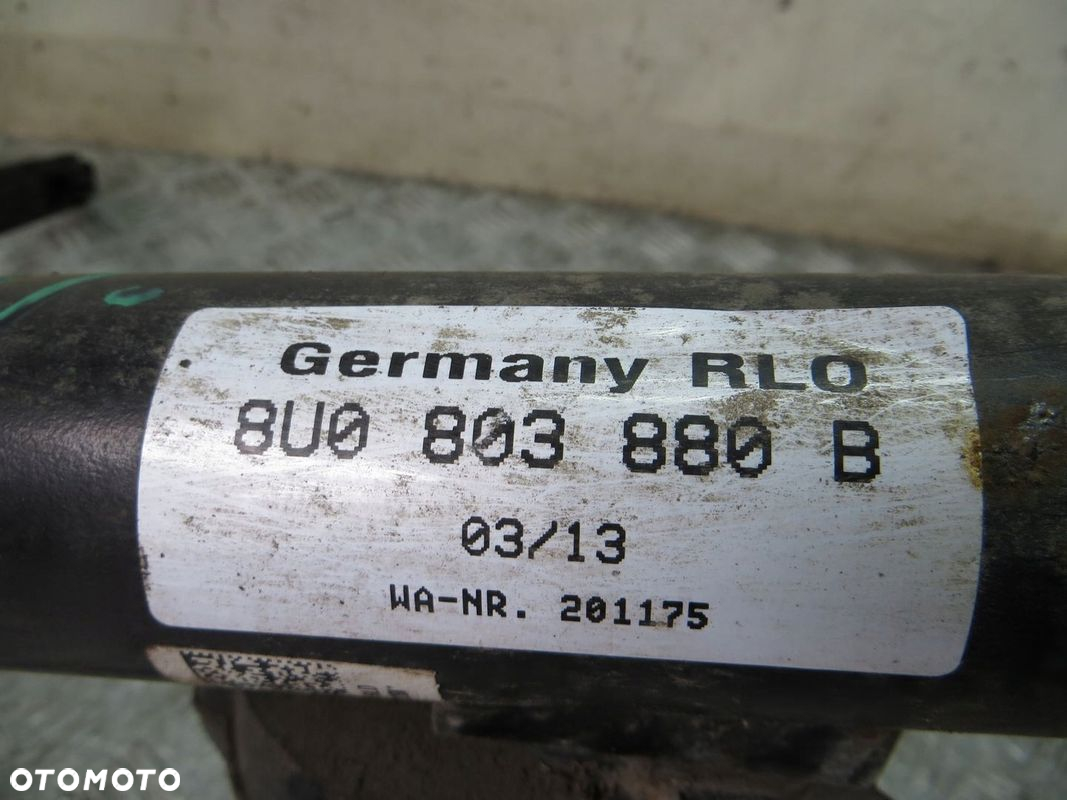 Germany RLO
8U0 803 880 B
03/13
WA-NR. 201175
OTOMOTO